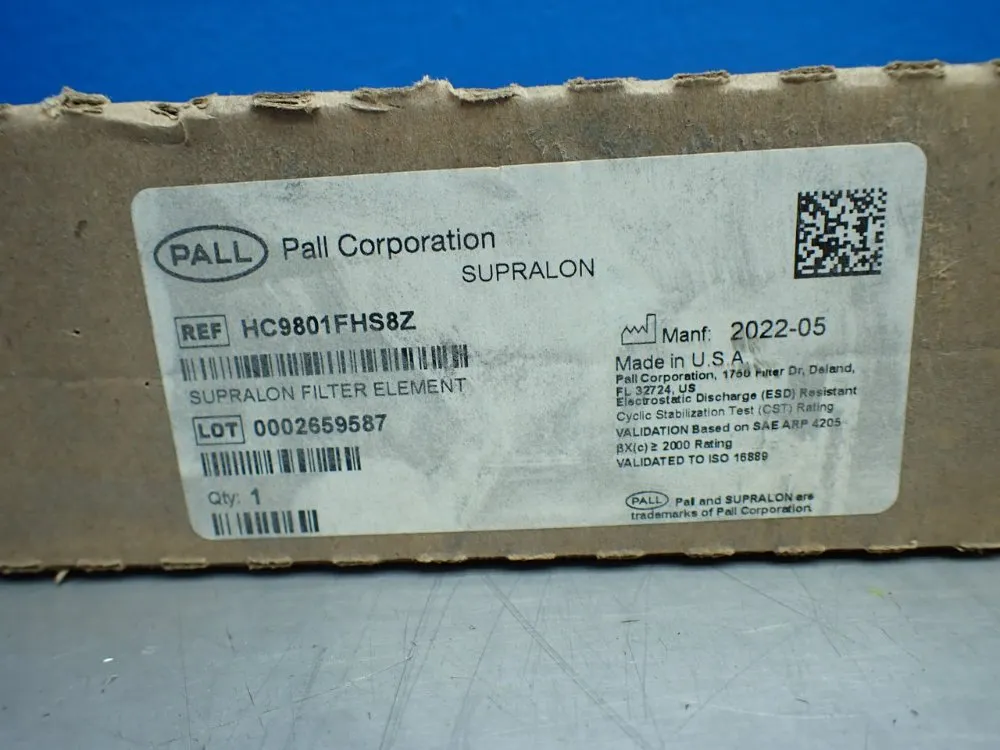 PALL Pall Corporation
SUPRALON
REF HC9801FHS8Z
SUPRALON FILTER ELEMENT
LOT 0002659587
Qty: 1
Manf: 2022-05
Made in U.S.A.
Pall Corporation, 1750 Filter Dr, Deland,
FL 32724, US
Electrostatic Discharge (ESD) Resistant
Cyclic Stabilization Test (CST) Rating
VALIDATION Based on SAE ARP 4205
βX(c) ≥ 2000 Rating
VALIDATED TO ISO 16889
PALL Pall and SUPRALON are
trademarks of Pall Corporation.